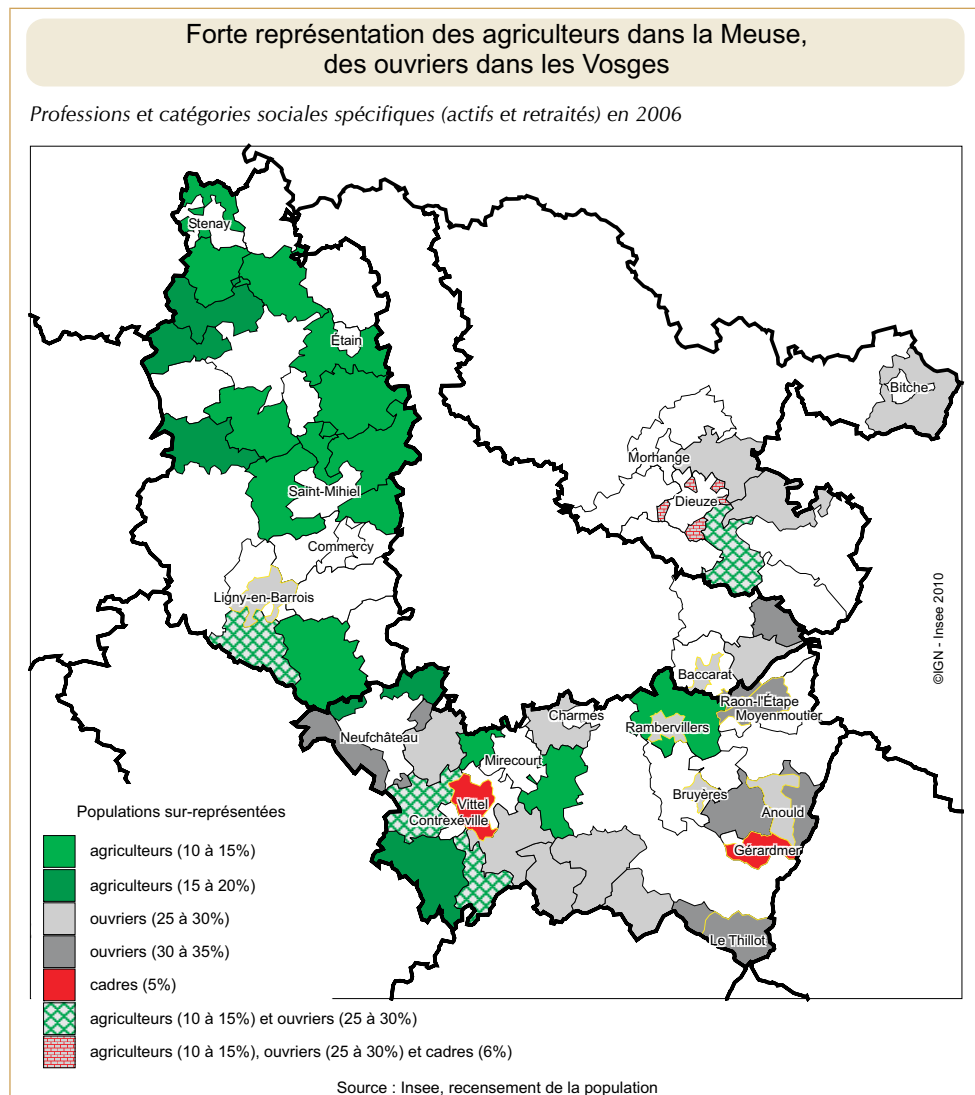 Forte représentation des agriculteurs dans la Meuse,
des ouvriers dans les Vosges
Professions et catégories sociales spécifiques (actifs et retraités) en 2006
Stenay
Étain
Bitche
Morhange
Dieuze
Saint-Mihiel
Commercy
Ligny-en-Barrois
©IGN - Insee 2010
Baccarat
Raon-l'Étape
Moyenmoutier
Charmes
Rambervillers
Neufchâteau
Mirecourt
Bruyères
Vittel
Anould
Contrexéville
Gérardmer
Le Thillot
Populations sur-représentées
agriculteurs (10 à 15%)
agriculteurs (15 à 20%)
ouvriers (25 à 30%)
ouvriers (30 à 35%)
cadres (5%)
agriculteurs (10 à 15%) et ouvriers (25 à 30%)
agriculteurs (10 à 15%), ouvriers (25 à 30%) et cadres (6%)
Source : Insee, recensement de la population